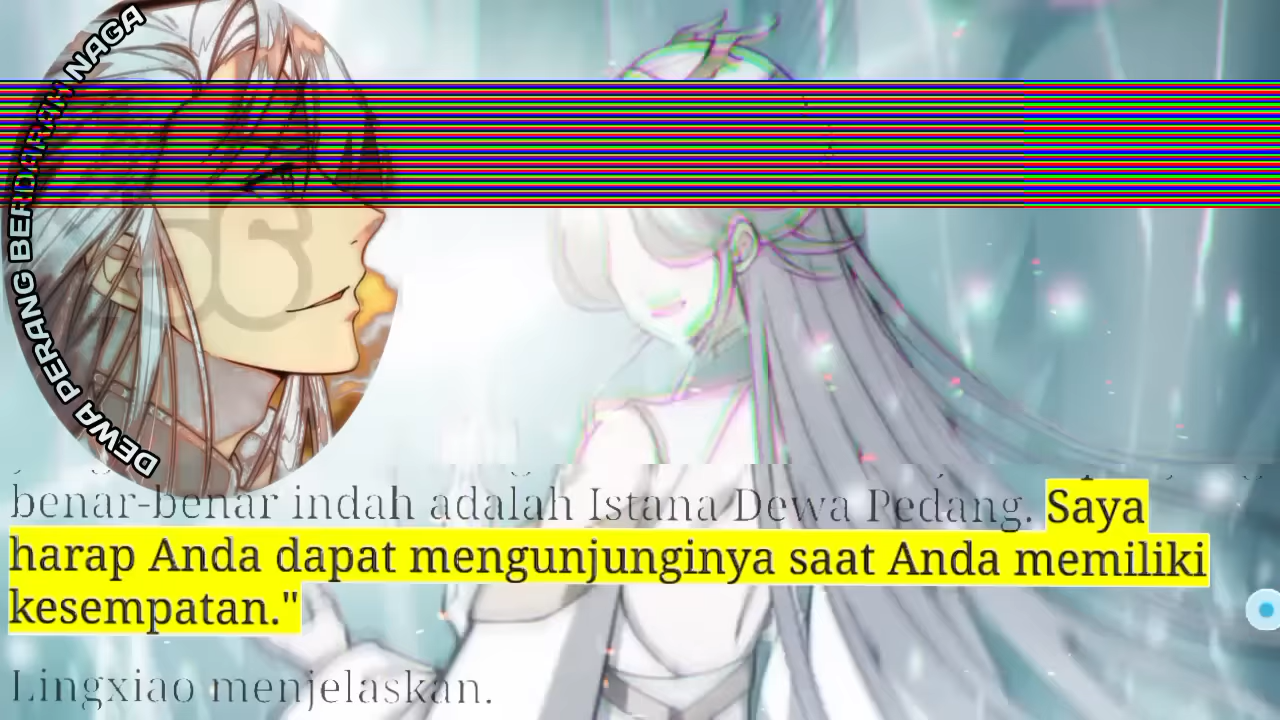 DEWA PERANG BERDARAH NAGA
56
benar-benar indah adalah Istana Dewa Pedang. Saya
harap Anda dapat mengunjunginya saat Anda memiliki
kesempatan."
Lingxiao menjelaskan.